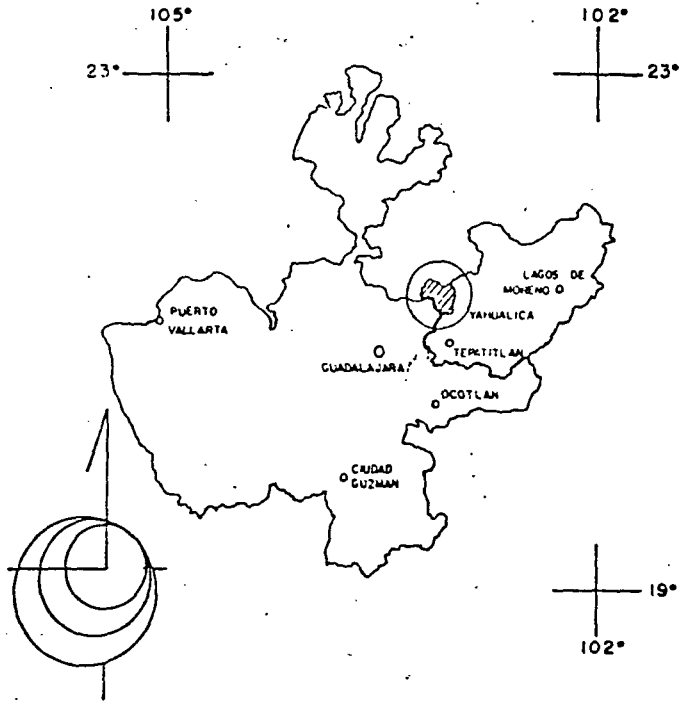 105°
102°
23°
23°
LAGOS DE
MORENO
YAHUALICA
PUERTO
VALLARTA
TEPATITLAN
GUADALAJARA
OCOTLAN
CIUDAD
GUZMAN
19°
102°